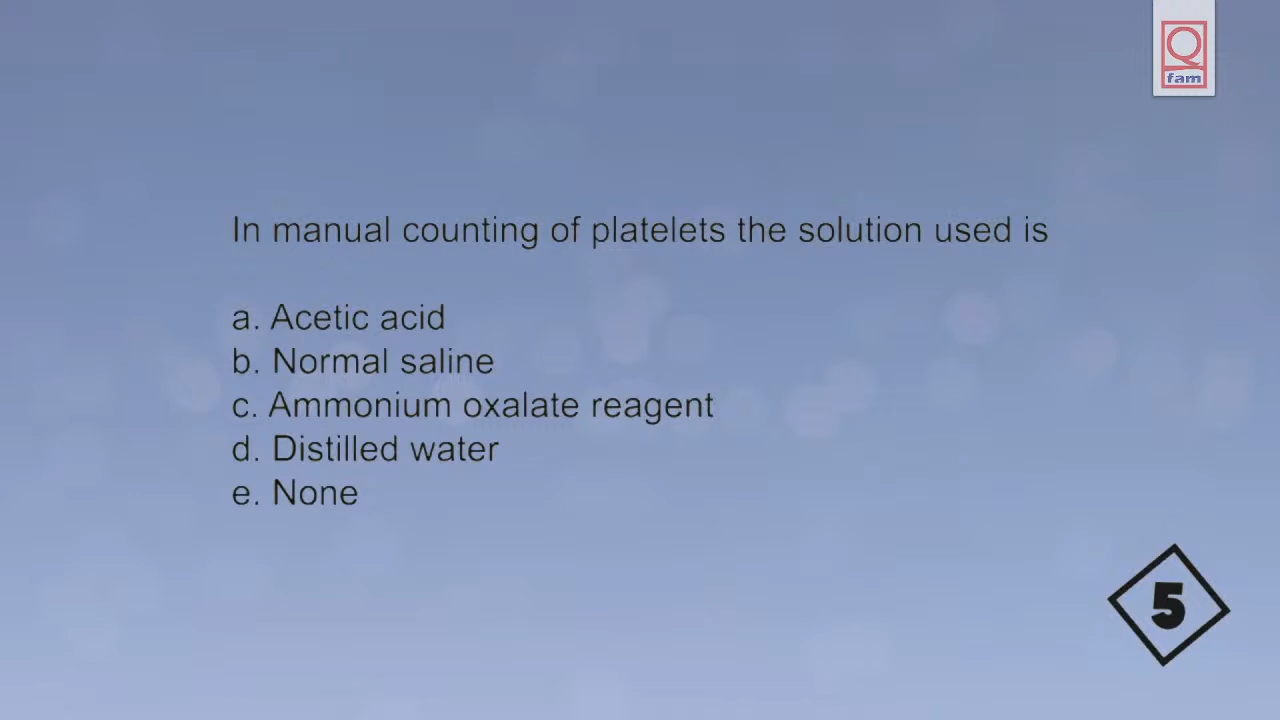 Q
fam
In manual counting of platelets the solution used is
a. Acetic acid
b. Normal saline
c. Ammonium oxalate reagent
d. Distilled water
e. None
5